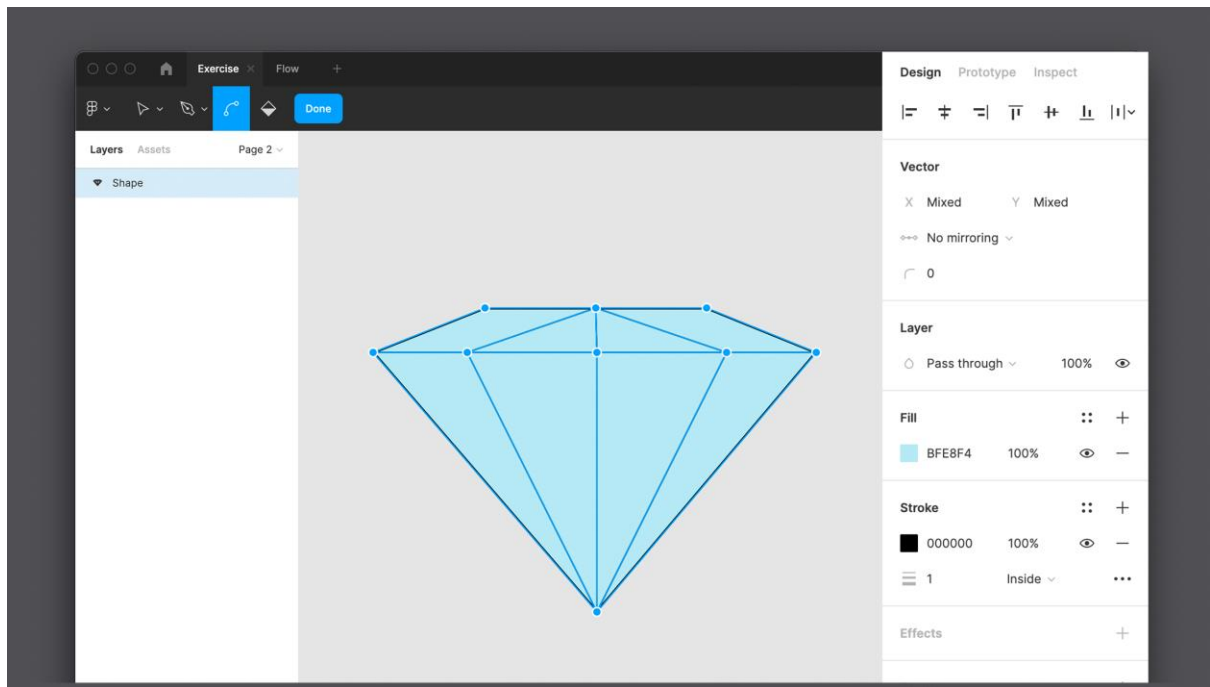 Exercise Flow
Done
Layers Assets Page 2
Shape
Design Prototype Inspect
Vector
X Mixed Y Mixed
No mirroring
0
Layer
Pass through 100%
Fill
BFE8F4 100%
Stroke
000000 100%
1 Inside
Effects